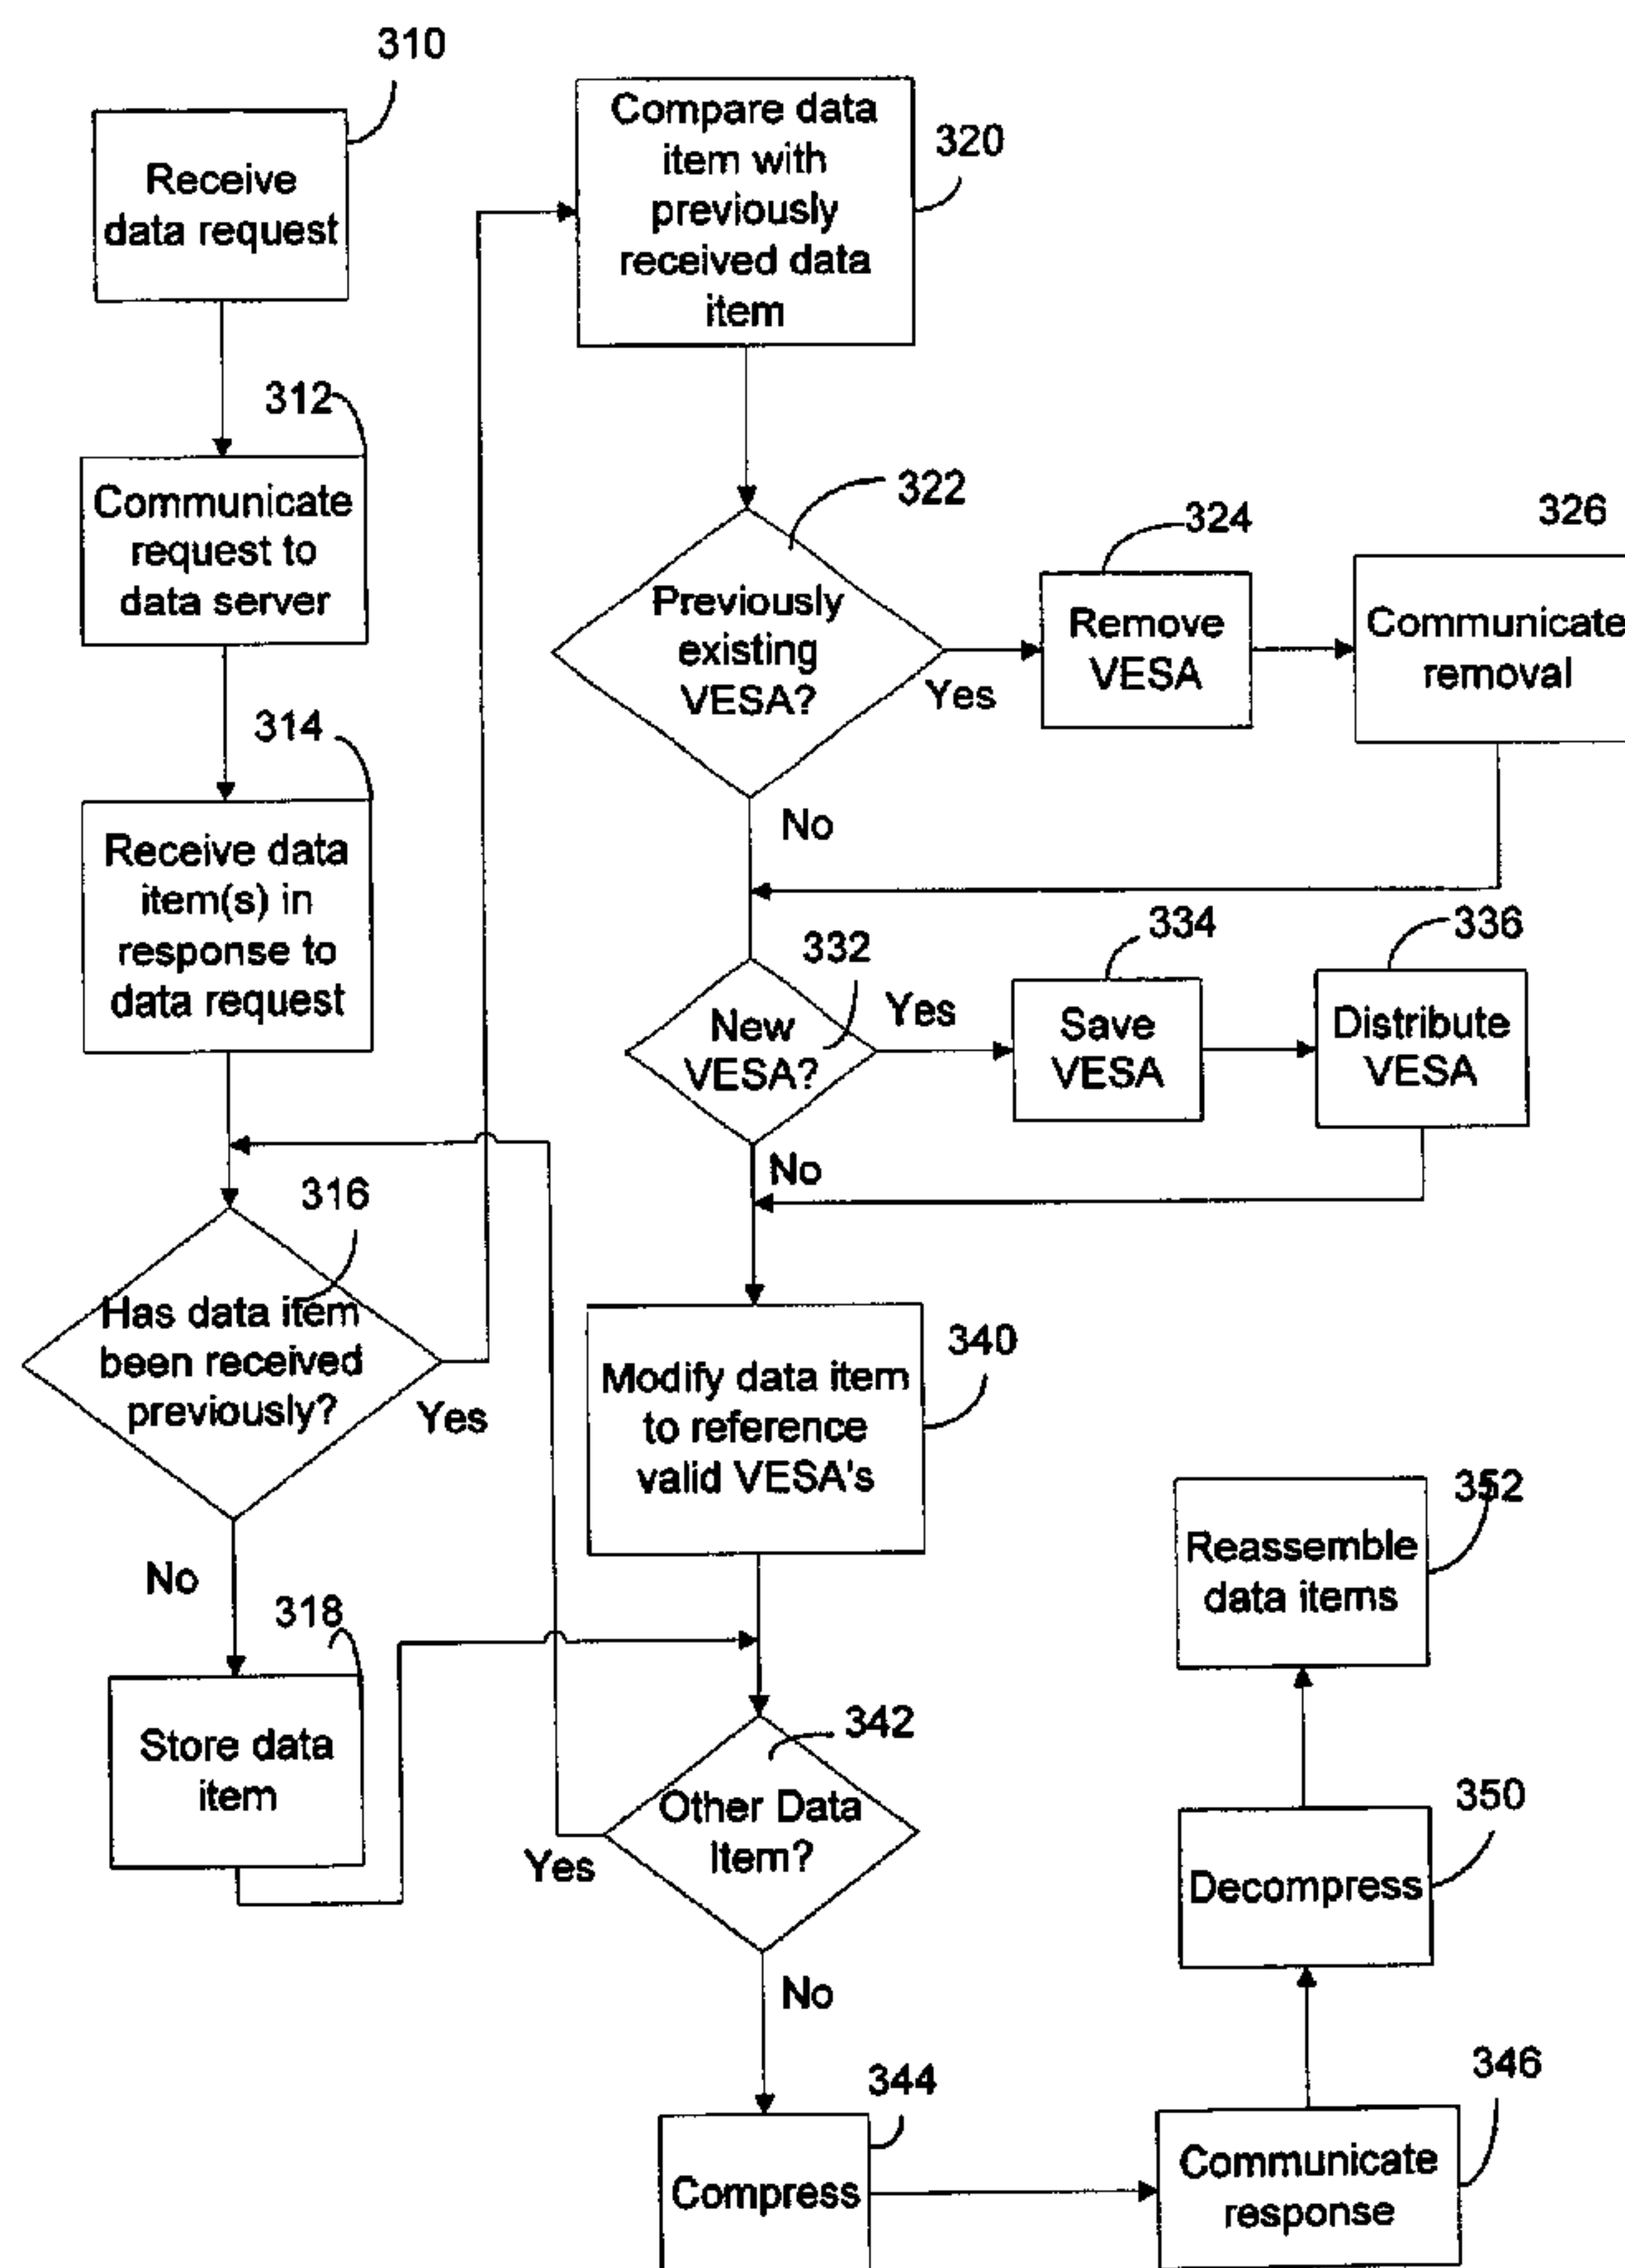 310
Receive
data request
312
Communicate
request to
data server
314
Receive data
item(s) in
response to
data request
316
Has data item
been received
previously?
Yes
No
318
Store data
item
Compare data
item with
previously
received data
item
320
322
Previously
existing
VESA?
Yes
No
324
Remove
VESA
326
Communicate
removal
332
New
VESA?
Yes
No
334
Save
VESA
336
Distribute
VESA
340
Modify data item
to reference
valid VESA's
342
Other Data
Item?
Yes
No
344
Compress
346
Communicate
response
350
Decompress
352
Reassemble
data items